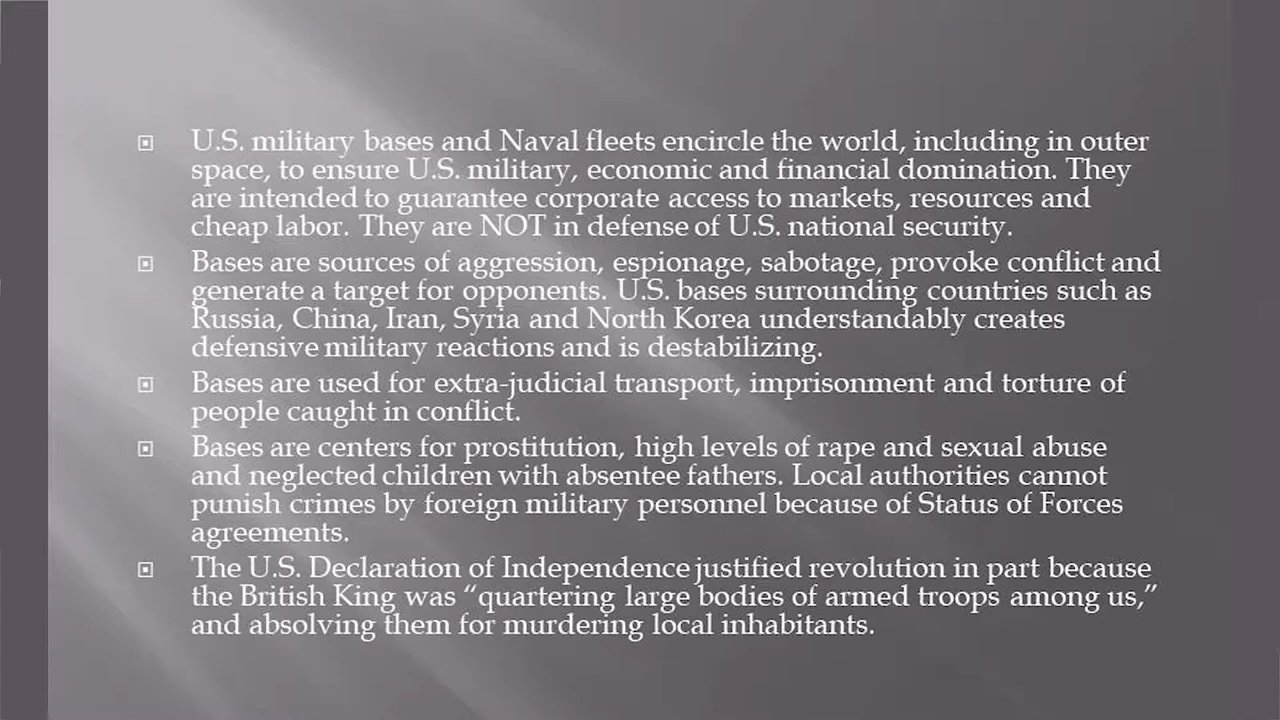 U.S. military bases and Naval fleets encircle the world, including in outer
space, to ensure U.S. military, economic and financial domination. They
are intended to guarantee corporate access to markets, resources and
cheap labor. They are NOT in defense of U.S. national security.
Bases are sources of aggression, espionage, sabotage, provoke conflict and
generate a target for opponents. U.S. bases surrounding countries such as
Russia, China, Iran, Syria and North Korea understandably creates
defensive military reactions and is destabilizing.
Bases are used for extra-judicial transport, imprisonment and torture of
people caught in conflict.
Bases are centers for prostitution, high levels of rape and sexual abuse
and neglected children with absentee fathers. Local authorities cannot
punish crimes by foreign military personnel because of Status of Forces
agreements.
The U.S. Declaration of Independence justified revolution in part because
the British King was “quartering large bodies of armed troops among us,”
and absolving them for murdering local inhabitants.